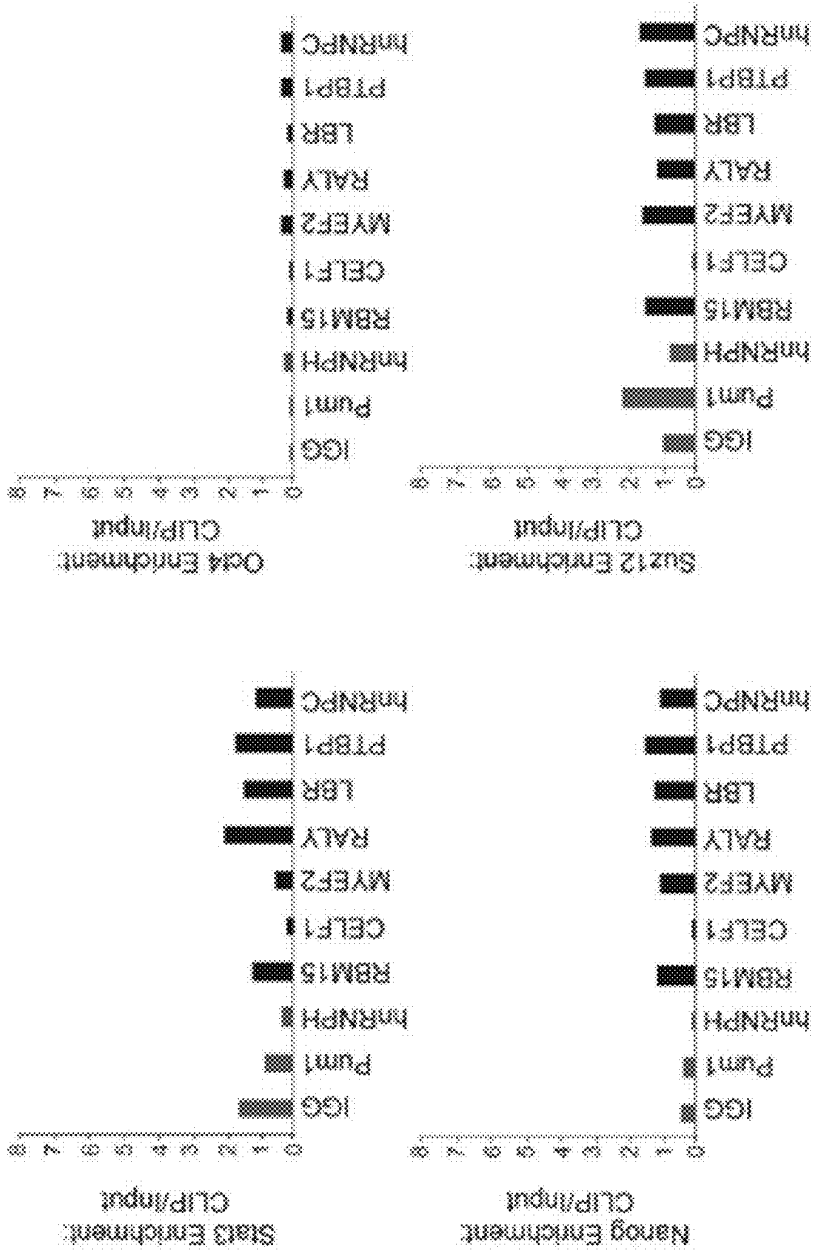 Stat3 Enrichment:
CLIP/Input
8
7
6
5
4
3
2
1
0
IGG
Pum1
hnRNPH
RBM15
CELF1
MYEF2
RALY
LBR
PTBP1
hnRNPC
Oct4 Enrichment:
CLIP/Input
8
7
6
5
4
3
2
1
0
IGG
Pum1
hnRNPH
RBM15
CELF1
MYEF2
RALY
LBR
PTBP1
hnRNPC
Nanog Enrichment:
CLIP/Input
8
7
6
5
4
3
2
1
0
IGG
Pum1
hnRNPH
RBM15
CELF1
MYEF2
RALY
LBR
PTBP1
hnRNPC
Suz12 Enrichment:
CLIP/Input
8
7
6
5
4
3
2
1
0
IGG
Pum1
hnRNPH
RBM15
CELF1
MYEF2
RALY
LBR
PTBP1
hnRNPC